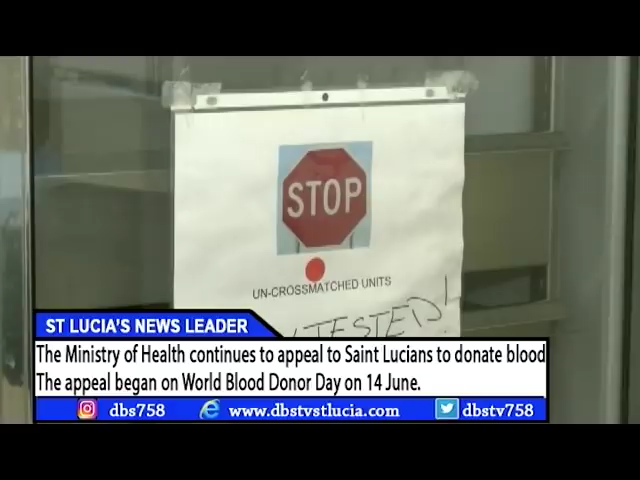 STOP
UN-CROSSMATCHED UNITS
ST LUCIA'S NEWS LEADER
The Ministry of Health continues to appeal to Saint Lucians to donate blood
The appeal began on World Blood Donor Day on 14 June.
dbs758 www.dbstvstlucia.com dbstv758